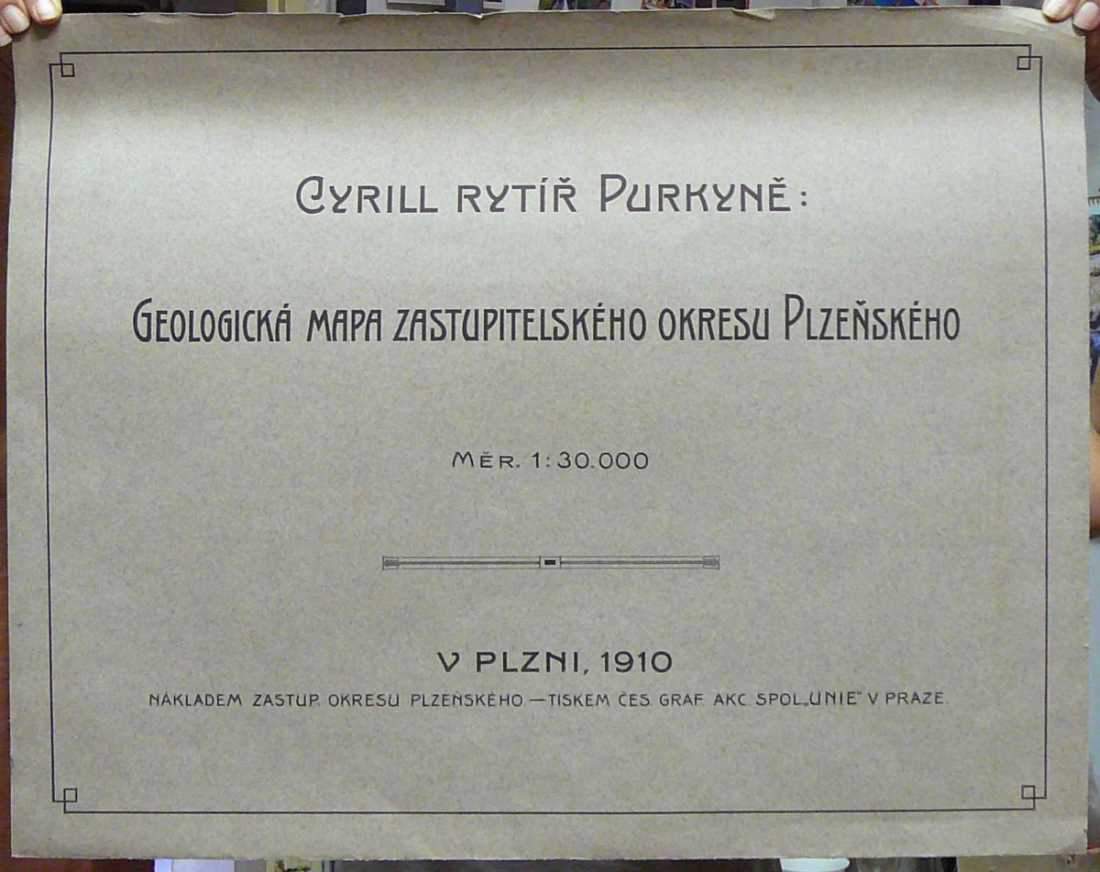 CYRILL RYTÍŘ PURKYNĚ:
GEOLOGICKÁ MAPA ZASTUPITELSKÉHO OKRESU PLZEŇSKÉHO
MĚR. 1:30.000
V PLZNI, 1910
NÁKLADEM ZASTUP. OKRESU PLZEŇSKÉHO — TISKEM ČES. GRAF. AKC. SPOL. „UNIE" V PRAZE.